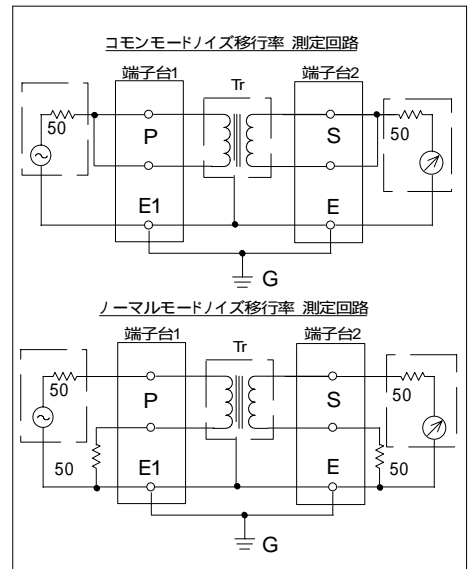 コモンモードノイズ移行率 測定回路
端子台1 Tr 端子台2
50 P S 50
E1 E
G
ノーマルモードノイズ移行率 測定回路
端子台1 Tr 端子台2
50 P S 50
50 E1 E 50
G